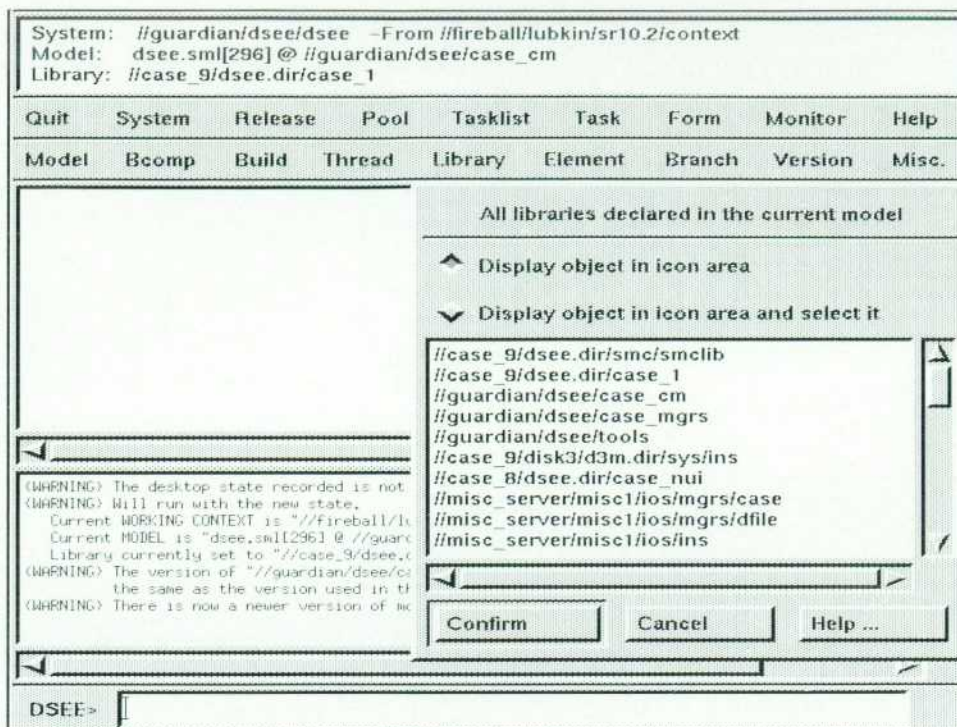 System: //guardian/dsee/dsee -From //fireball/lubkin/sr10.2/context
Model: dsee.sml[296] @ //guardian/dsee/case_cm
Library: //case_9/dsee.dir/case_1
Quit System Release Pool Tasklist Task Form Monitor Help
Model Bcomp Build Thread Library Element Branch Version Misc.
All libraries declared in the current model
Display object in icon area
Display object in icon area and select it
//case_9/dsee.dir/smc/smclib
//case_9/dsee.dir/case_1
//guardian/dsee/case_cm
//guardian/dsee/case_mgrs
//guardian/dsee/tools
//case_9/disk3/d3m.dir/sys/ins
//case_8/dsee.dir/case_nui
//misc_server/misc1/ios/mgrs/case
//misc_server/misc1/ios/mgrs/dfile
//misc_server/misc1/ios/ins
Confirm Cancel Help ...
(WARNING) The desktop state recorded is not
(WARNING) Will run with the new state.
Current WORKING CONTEXT is "//fireball/lu
Current MODEL is "dsee.sml[296] @ //guard
Library currently set to "//case_9/dsee.d
(WARNING) The version of "//guardian/dsee/ca
the same as the version used in th
(WARNING) There is now a newer version of mo
DSEE>